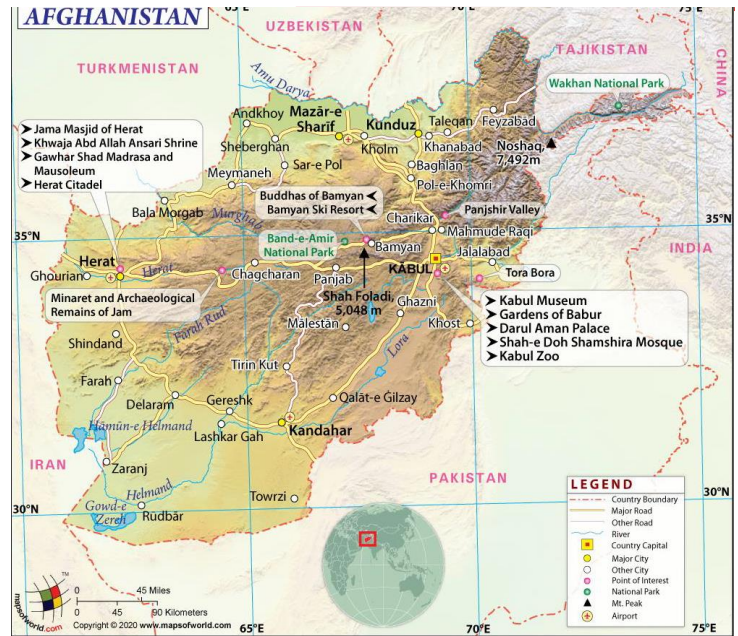 AFGHANISTAN
65°E
70°E
75°E
UZBEKISTAN
TAJIKISTAN
CHINA
TURKMENISTAN
Amu Darya
Wakhan National Park
Andkhoy
Mazār-e
Sharīf
Kunduz
Taleqan
Feyzabad
➤ Jama Masjid of Herat
➤ Khwaja Abd Allah Ansari Shrine
➤ Gawhar Shad Madrasa and
Mausoleum
➤ Herat Citadel
Sheberghan
Kholm
Khanabad
Noshaq,
7,492m
Sar-e Pol
Baghlan
Meymaneh
Pol-e-Khomri
Buddhas of Bamyan ➤
Bamyan Ski Resort ➤
Panjshir Valley
Bala Morgab
Murghab
Charikar
Mahmude Raqi
35°N
35°N
Band-e-Amir
National Park
Bamyan
INDIA
Herat
Herat
Jalalabad
Ghourian
Chagcharan
KABUL
Tora Bora
Panjab
Minaret and Archaeological
Remains of Jam
Shah Foladi,
5,048 m
Ghazni
➤ Kabul Museum
➤ Gardens of Babur
➤ Darul Aman Palace
➤ Shah-e Doh Shamshira Mosque
➤ Kabul Zoo
Farah Rud
Malestān
Khost
Shindand
Lora
Tirin Kut
Farah
Delaram
Gereshk
Qalāt-e Gilzay
Hāmūn-e Helmand
Lashkar Gah
Kandahar
IRAN
Zaranj
PAKISTAN
Helmand
Towrzi
30°N
30°N
Gowd-e
Zereh
Rūdbār
LEGEND
Country Boundary
Major Road
Other Road
River
Country Capital
Major City
Other City
Point of Interest
National Park
Mt. Peak
Airport
TM
mapsofworld.com
0 45 Miles
0 45 90 Kilometers
Copyright © 2020 www.mapsofworld.com
65°E
70°E
75°E